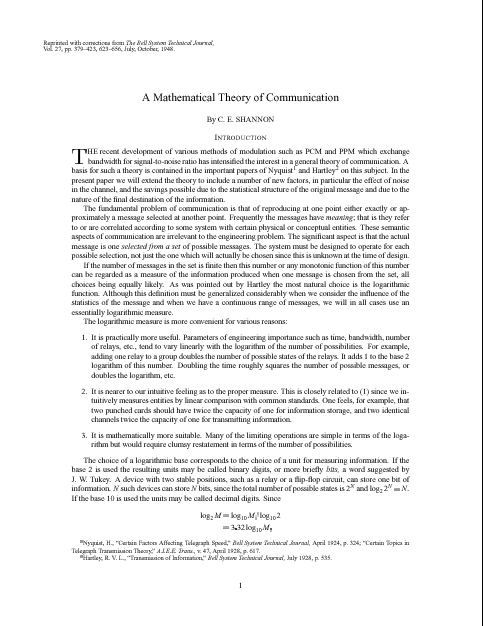 Reprinted with corrections from The Bell System Technical Journal,
Vol. 27, pp. 379–423, 623–656, July, October, 1948.
A Mathematical Theory of Communication
By C. E. SHANNON
INTRODUCTION
THE recent development of various methods of modulation such as PCM and PPM which exchange
bandwidth for signal-to-noise ratio has intensified the interest in a general theory of communication. A
basis for such a theory is contained in the important papers of Nyquist¹ and Hartley² on this subject. In the
present paper we will extend the theory to include a number of new factors, in particular the effect of noise
in the channel, and the savings possible due to the statistical structure of the original message and due to the
nature of the final destination of the information.
The fundamental problem of communication is that of reproducing at one point either exactly or ap-
proximately a message selected at another point. Frequently the messages have meaning; that is they refer
to or are correlated according to some system with certain physical or conceptual entities. These semantic
aspects of communication are irrelevant to the engineering problem. The significant aspect is that the actual
message is one selected from a set of possible messages. The system must be designed to operate for each
possible selection, not just the one which will actually be chosen since this is unknown at the time of design.
If the number of messages in the set is finite then this number or any monotonic function of this number
can be regarded as a measure of the information produced when one message is chosen from the set, all
choices being equally likely. As was pointed out by Hartley the most natural choice is the logarithmic
function. Although this definition must be generalized considerably when we consider the influence of the
statistics of the message and when we have a continuous range of messages, we will in all cases use an
essentially logarithmic measure.
The logarithmic measure is more convenient for various reasons:
1. It is practically more useful. Parameters of engineering importance such as time, bandwidth, number
of relays, etc., tend to vary linearly with the logarithm of the number of possibilities. For example,
adding one relay to a group doubles the number of possible states of the relays. It adds 1 to the base 2
logarithm of this number. Doubling the time roughly squares the number of possible messages, or
doubles the logarithm, etc.
2. It is nearer to our intuitive feeling as to the proper measure. This is closely related to (1) since we in-
tuitively measures entities by linear comparison with common standards. One feels, for example, that
two punched cards should have twice the capacity of one for information storage, and two identical
channels twice the capacity of one for transmitting information.
3. It is mathematically more suitable. Many of the limiting operations are simple in terms of the loga-
rithm but would require clumsy restatement in terms of the number of possibilities.
The choice of a logarithmic base corresponds to the choice of a unit for measuring information. If the
base 2 is used the resulting units may be called binary digits, or more briefly bits, a word suggested by
J. W. Tukey. A device with two stable positions, such as a relay or a flip-flop circuit, can store one bit of
information. N such devices can store N bits, since the total number of possible states is 2ᴺ and log₂ 2ᴺ = N.
If the base 10 is used the units may be called decimal digits. Since
log₂ M = log₁₀ M / log₁₀ 2
= 3.32 log₁₀ M,
Nyquist, H., “Certain Factors Affecting Telegraph Speed,” Bell System Technical Journal, April 1924, p. 324; “Certain Topics in
Telegraph Transmission Theory,” A.I.E.E. Trans., v. 47, April 1928, p. 617.
Hartley, R. V. L., “Transmission of Information,” Bell System Technical Journal, July 1928, p. 535.
1